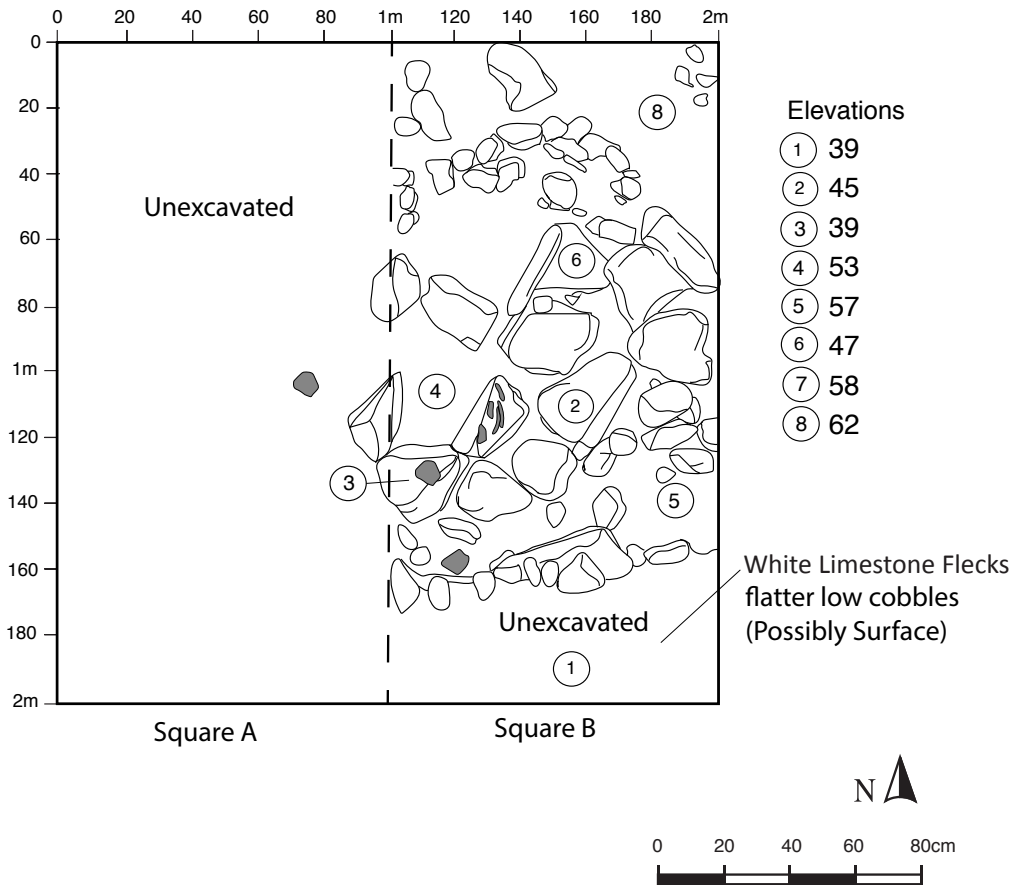 0 20 40 60 80 1m 120 140 160 180 2m
0
20
40
60
80
1m
120
140
160
180
2m
Unexcavated
8
6
4
2
3
5
Unexcavated
1
White Limestone Flecks
flatter low cobbles
(Possibly Surface)
Square A
Square B
Elevations
1 39
2 45
3 39
4 53
5 57
6 47
7 58
8 62
N
0 20 40 60 80cm